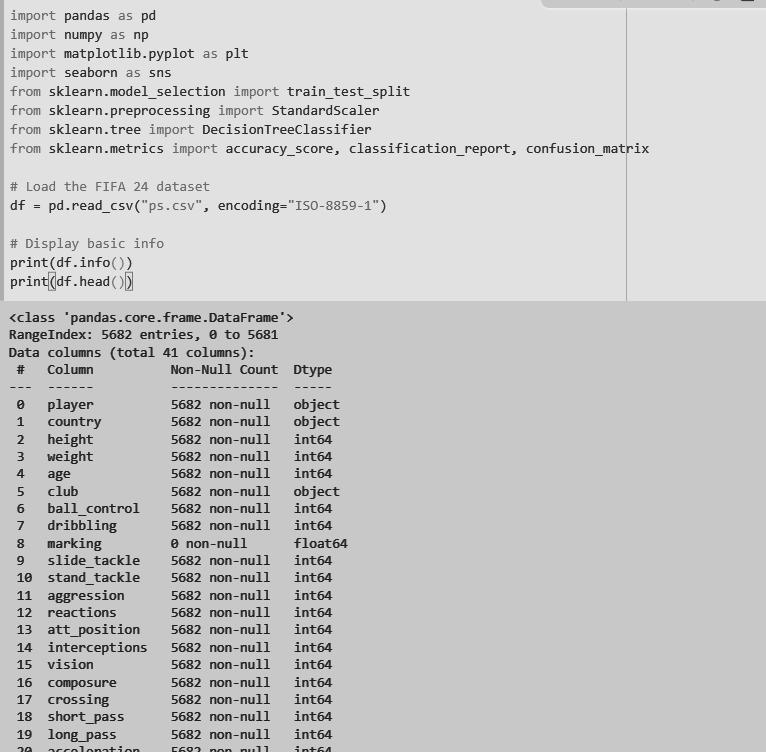 import pandas as pd
import numpy as np
import matplotlib.pyplot as plt
import seaborn as sns
from sklearn.model_selection import train_test_split
from sklearn.preprocessing import StandardScaler
from sklearn.tree import DecisionTreeClassifier
from sklearn.metrics import accuracy_score, classification_report, confusion_matrix
# Load the FIFA 24 dataset
df = pd.read_csv("ps.csv", encoding="ISO-8859-1")
# Display basic info
print(df.info())
print(df.head())
<class 'pandas.core.frame.DataFrame'>
RangeIndex: 5682 entries, 0 to 5681
Data columns (total 41 columns):
 #   Column          Non-Null Count  Dtype
---  ------          --------------  -----
 0   player          5682 non-null   object
 1   country         5682 non-null   object
 2   height          5682 non-null   int64
 3   weight          5682 non-null   int64
 4   age             5682 non-null   int64
 5   club            5682 non-null   object
 6   ball_control    5682 non-null   int64
 7   dribbling       5682 non-null   int64
 8   marking         0 non-null      float64
 9   slide_tackle    5682 non-null   int64
 10  stand_tackle    5682 non-null   int64
 11  aggression      5682 non-null   int64
 12  reactions       5682 non-null   int64
 13  att_position    5682 non-null   int64
 14  interceptions   5682 non-null   int64
 15  vision          5682 non-null   int64
 16  composure       5682 non-null   int64
 17  crossing        5682 non-null   int64
 18  short_pass      5682 non-null   int64
 19  long_pass       5682 non-null   int64
 20  acceleration    5682 non-null   int64